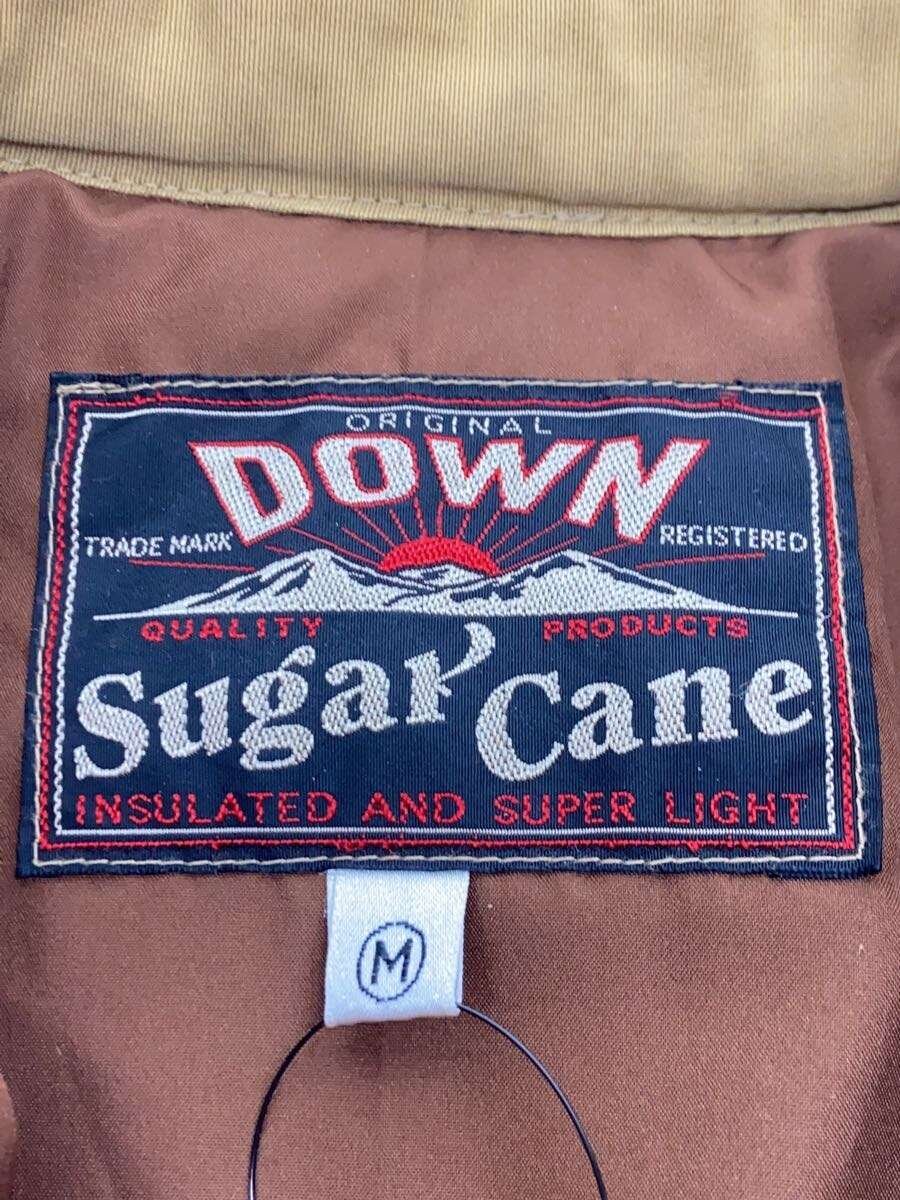 ORIGINAL
DOWN
TRADE MARK
REGISTERED
QUALITY PRODUCTS
Sugar Cane
INSULATED AND SUPER LIGHT
M